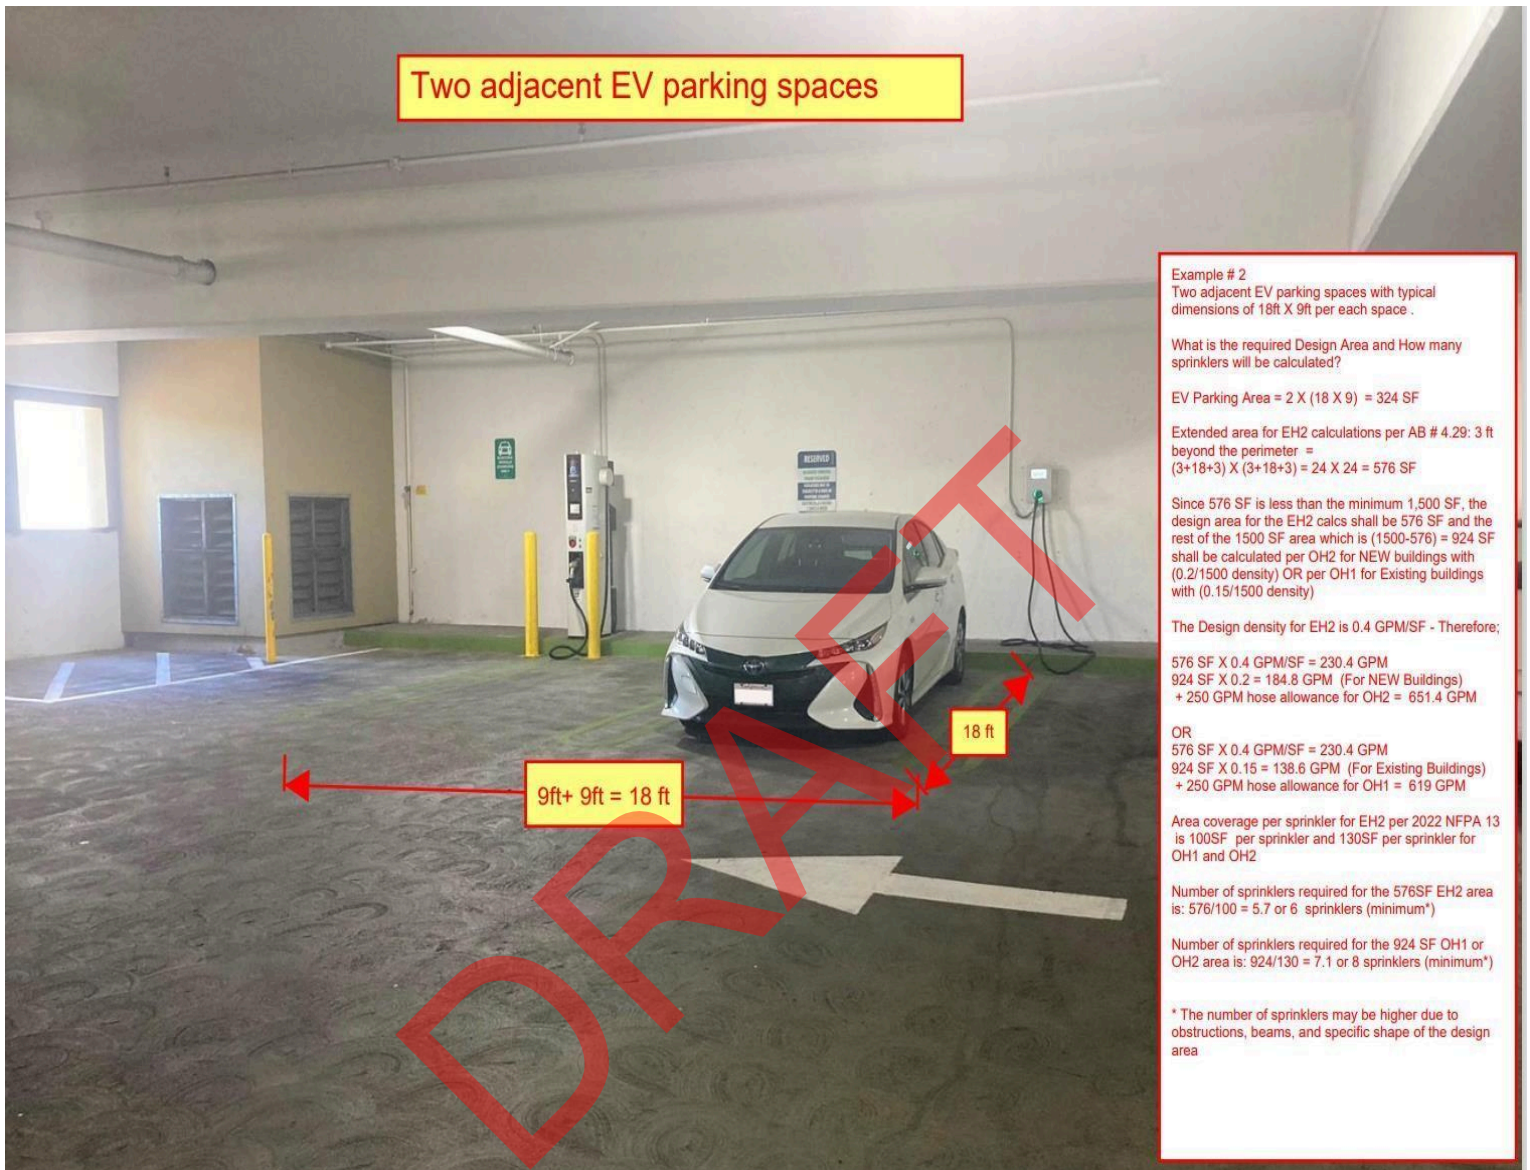 Two adjacent EV parking spaces
Example # 2
Two adjacent EV parking spaces with typical
dimensions of 18ft X 9ft per each space .
What is the required Design Area and How many
sprinklers will be calculated?
EV Parking Area = 2 X (18 X 9)  = 324 SF
Extended area for EH2 calculations per AB # 4.29: 3 ft
beyond the perimeter  =
(3+18+3) X (3+18+3) = 24 X 24 = 576 SF
Since 576 SF is less than the minimum 1,500 SF, the
design area for the EH2 calcs shall be 576 SF and the
rest of the 1500 SF area which is (1500-576) = 924 SF
shall be calculated per OH2 for NEW buildings with
(0.2/1500 density) OR per OH1 for Existing buildings
with (0.15/1500 density)
The Design density for EH2 is 0.4 GPM/SF - Therefore;
576 SF X 0.4 GPM/SF = 230.4 GPM
924 SF X 0.2 = 184.8 GPM  (For NEW Buildings)
+ 250 GPM hose allowance for OH2 =  651.4 GPM
OR
576 SF X 0.4 GPM/SF = 230.4 GPM
924 SF X 0.15 = 138.6 GPM  (For Existing Buildings)
+ 250 GPM hose allowance for OH1 =  619 GPM
Area coverage per sprinkler for EH2 per 2022 NFPA 13
is 100SF  per sprinkler and 130SF per sprinkler for
OH1 and OH2
Number of sprinklers required for the 576SF EH2 area
is: 576/100 = 5.7 or 6  sprinklers (minimum*)
Number of sprinklers required for the 924 SF OH1 or
OH2 area is: 924/130 = 7.1 or 8 sprinklers (minimum*)
* The number of sprinklers may be higher due to
obstructions, beams, and specific shape of the design
area
RESERVED
18 ft
9ft+ 9ft = 18 ft
DRAFT